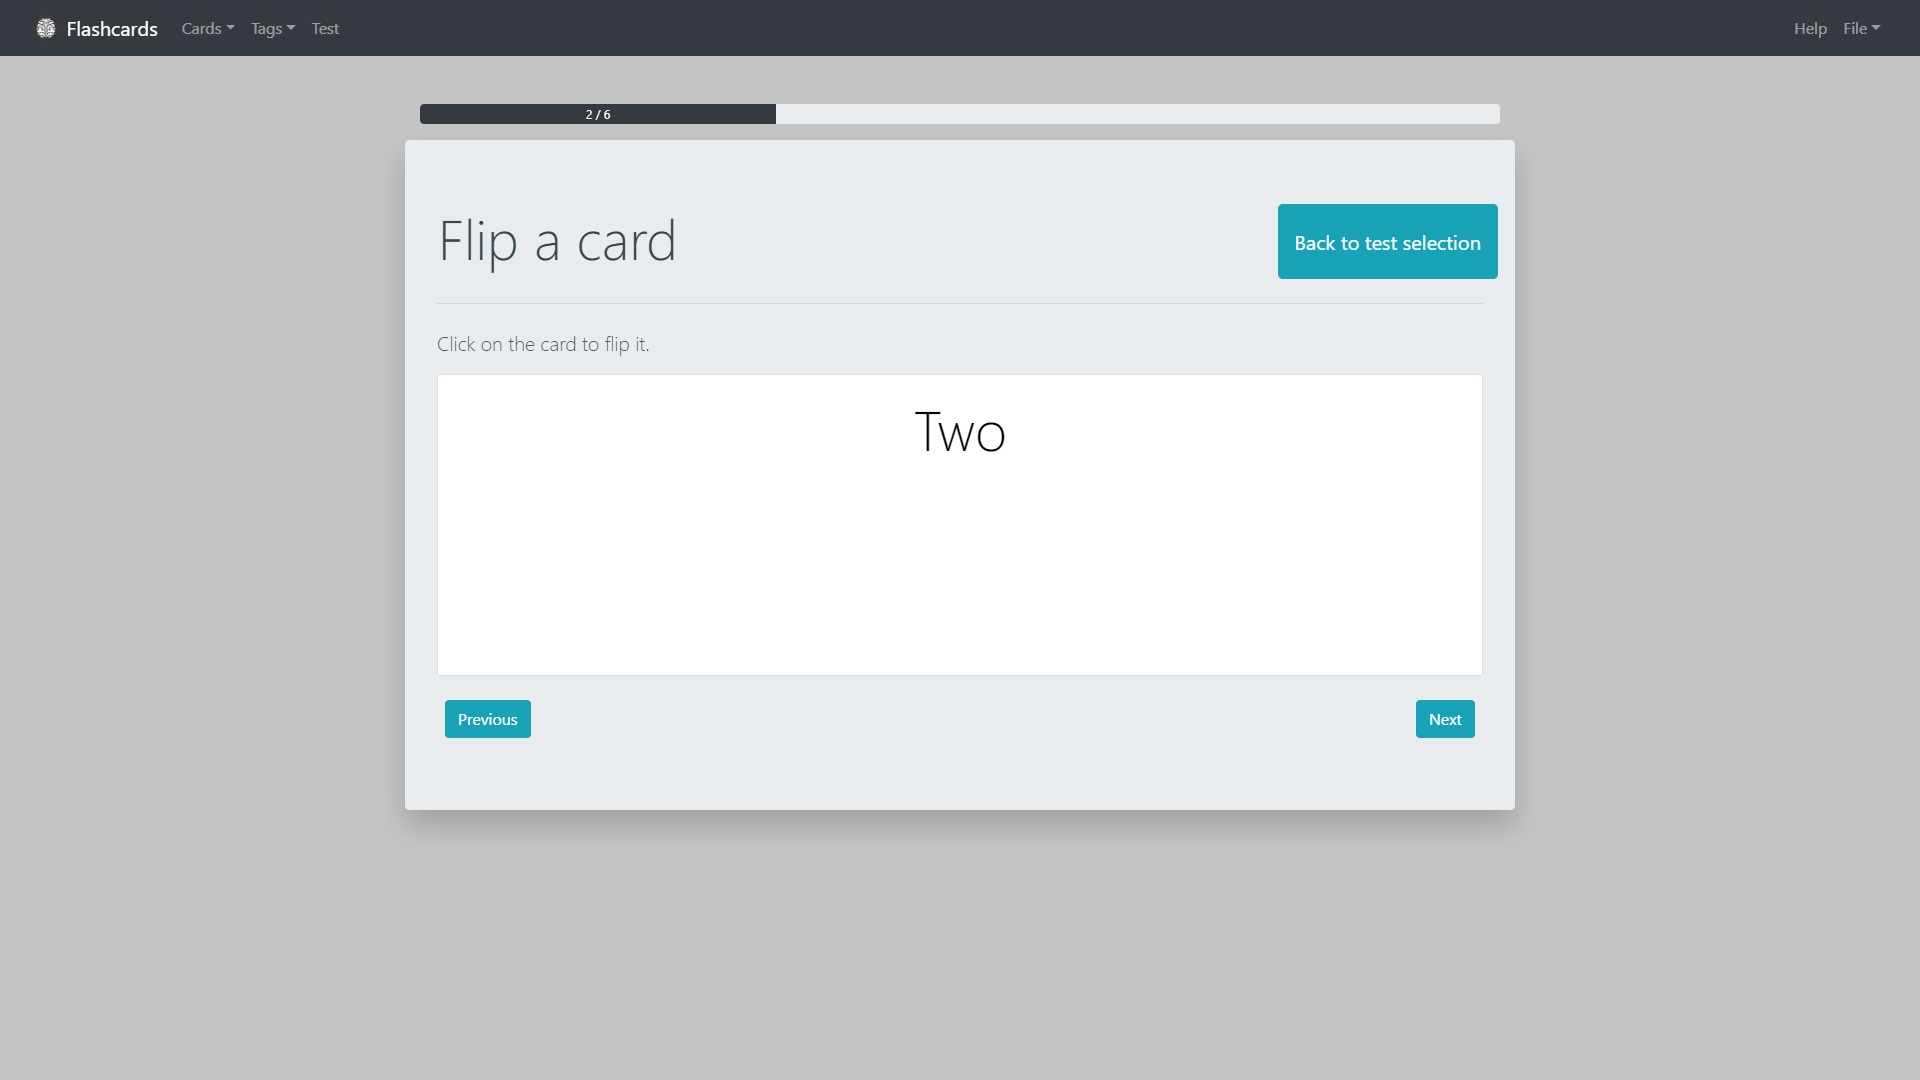 Flashcards Cards Tags Test Help File
2 / 6
Flip a card
Back to test selection
Click on the card to flip it.
Two
Previous Next